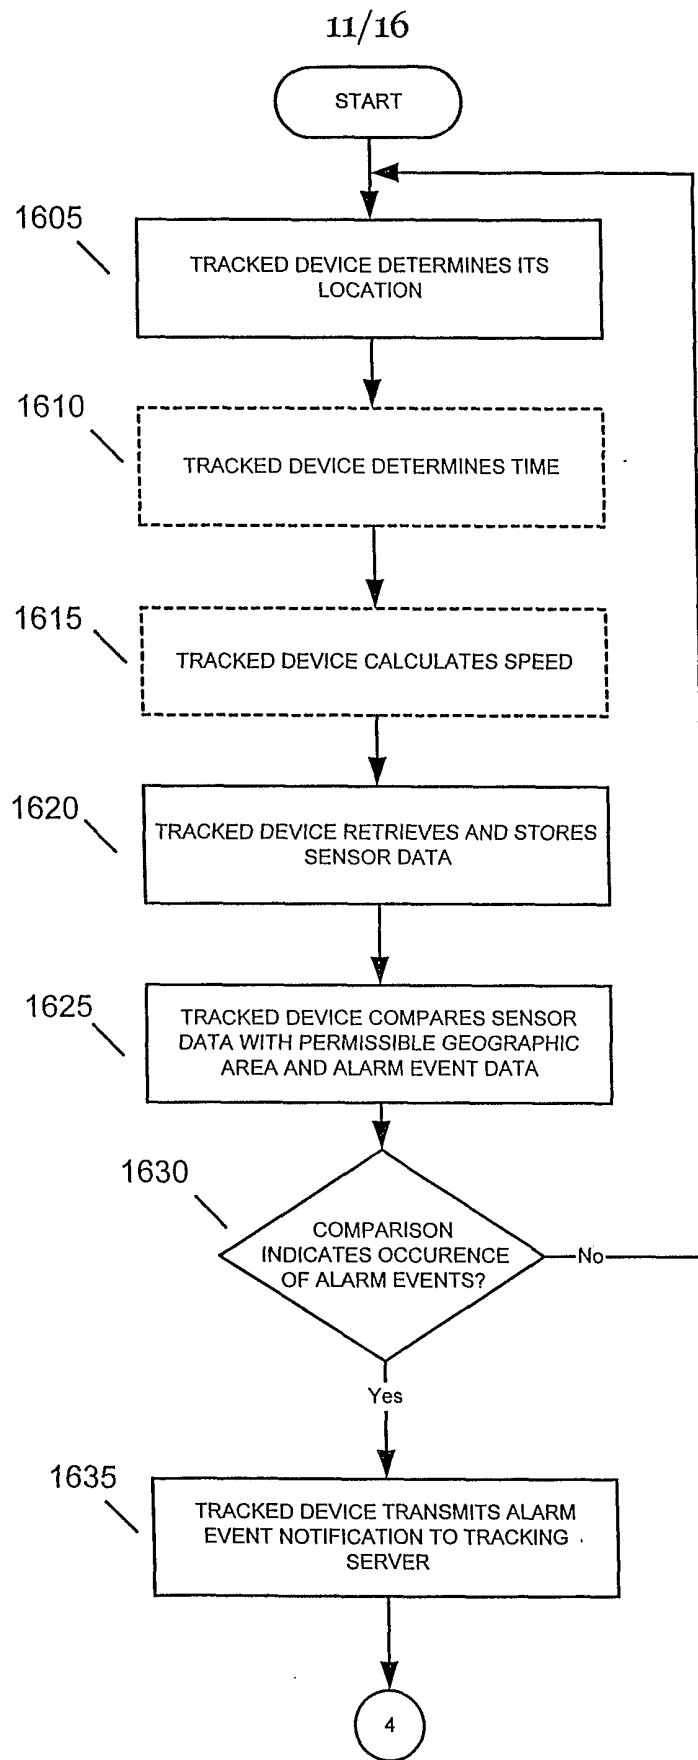 11/16
START
1605
TRACKED DEVICE DETERMINES ITS
LOCATION
1610
TRACKED DEVICE DETERMINES TIME
1615
TRACKED DEVICE CALCULATES SPEED
1620
TRACKED DEVICE RETRIEVES AND STORES
SENSOR DATA
1625
TRACKED DEVICE COMPARES SENSOR
DATA WITH PERMISSIBLE GEOGRAPHIC
AREA AND ALARM EVENT DATA
1630
COMPARISON
INDICATES OCCURENCE
OF ALARM EVENTS?
No
Yes
1635
TRACKED DEVICE TRANSMITS ALARM
EVENT NOTIFICATION TO TRACKING
SERVER
4